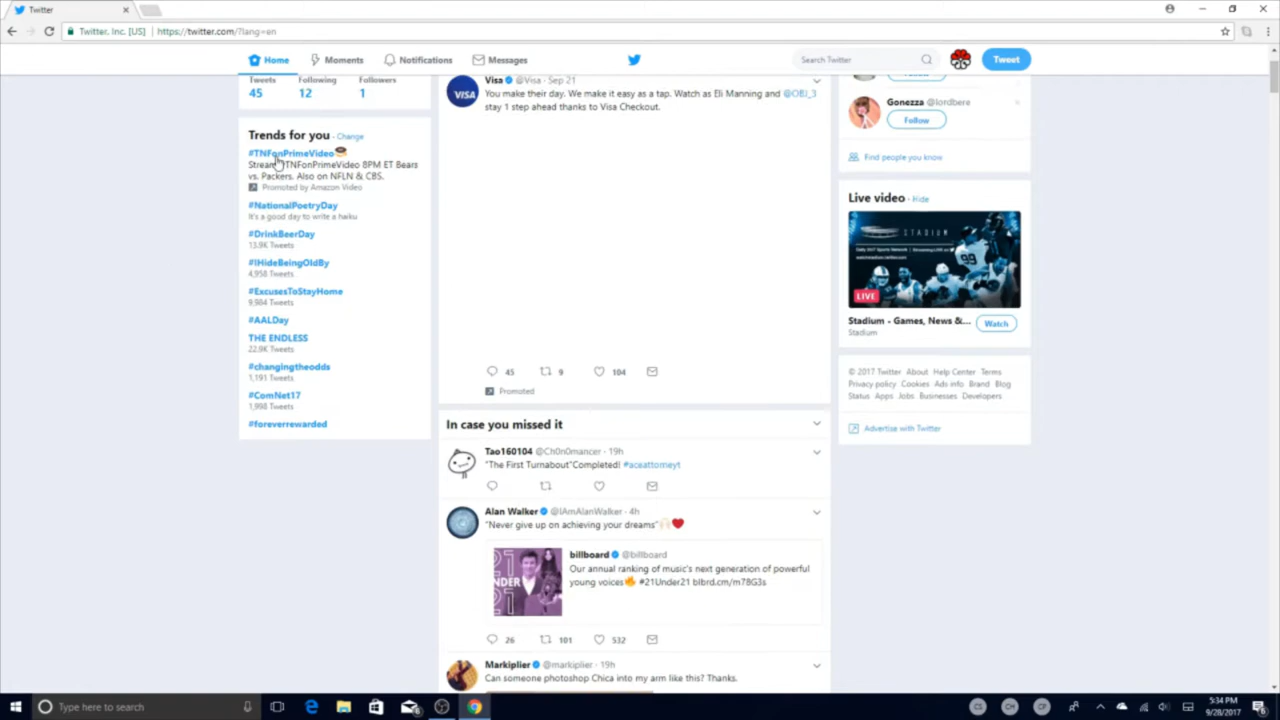 Twitter
Twitter, Inc. [US]
https://twitter.com/?lang=en
Home
Moments
Notifications
Messages
Search Twitter
Tweet
Tweets Following Followers
45 12 1
Trends for you · Change
#TNFonPrimeVideo
Stream #TNFonPrimeVideo 8PM ET Bears
vs. Packers. Also on NFLN & CBS.
Promoted by Amazon Video
#NationalPoetryDay
It's a good day to write a haiku
#DrinkBeerDay
13.9K Tweets
#IHideBeingOldBy
4,958 Tweets
#ExcusesToStayHome
9,984 Tweets
#AALDay
THE ENDLESS
22.9K Tweets
#changingtheodds
1,191 Tweets
#ComNet17
1,998 Tweets
#foreverrewarded
Visa @Visa · Sep 21
You make their day. We make it easy as a tap. Watch as Eli Manning and @OBJ_3
stay 1 step ahead thanks to Visa Checkout.
VISA
45 9 104
Promoted
In case you missed it
Tao160104 @Ch0n0mancer · 19h
"The First Turnabout"Completed! #aceattorneyt
Alan Walker @IAmAlanWalker · 4h
"Never give up on achieving your dreams"
billboard @billboard
Our annual ranking of music's next generation of powerful
young voices #21Under21 blbrd.cm/m78G3s
21
UNDER
21
26 101 532
Markiplier @markiplier · 19h
Can someone photoshop Chica into my arm like this? Thanks.
Follow
Gonezza @lordbere
Follow
Find people you know
Live video · Hide
STADIUM
99
LIVE
Stadium - Games, News &...
Stadium
Watch
© 2017 Twitter About Help Center Terms
Privacy policy Cookies Ads info Brand Blog
Status Apps Jobs Businesses Developers
Advertise with Twitter
Type here to search
5:34 PM
9/28/2017